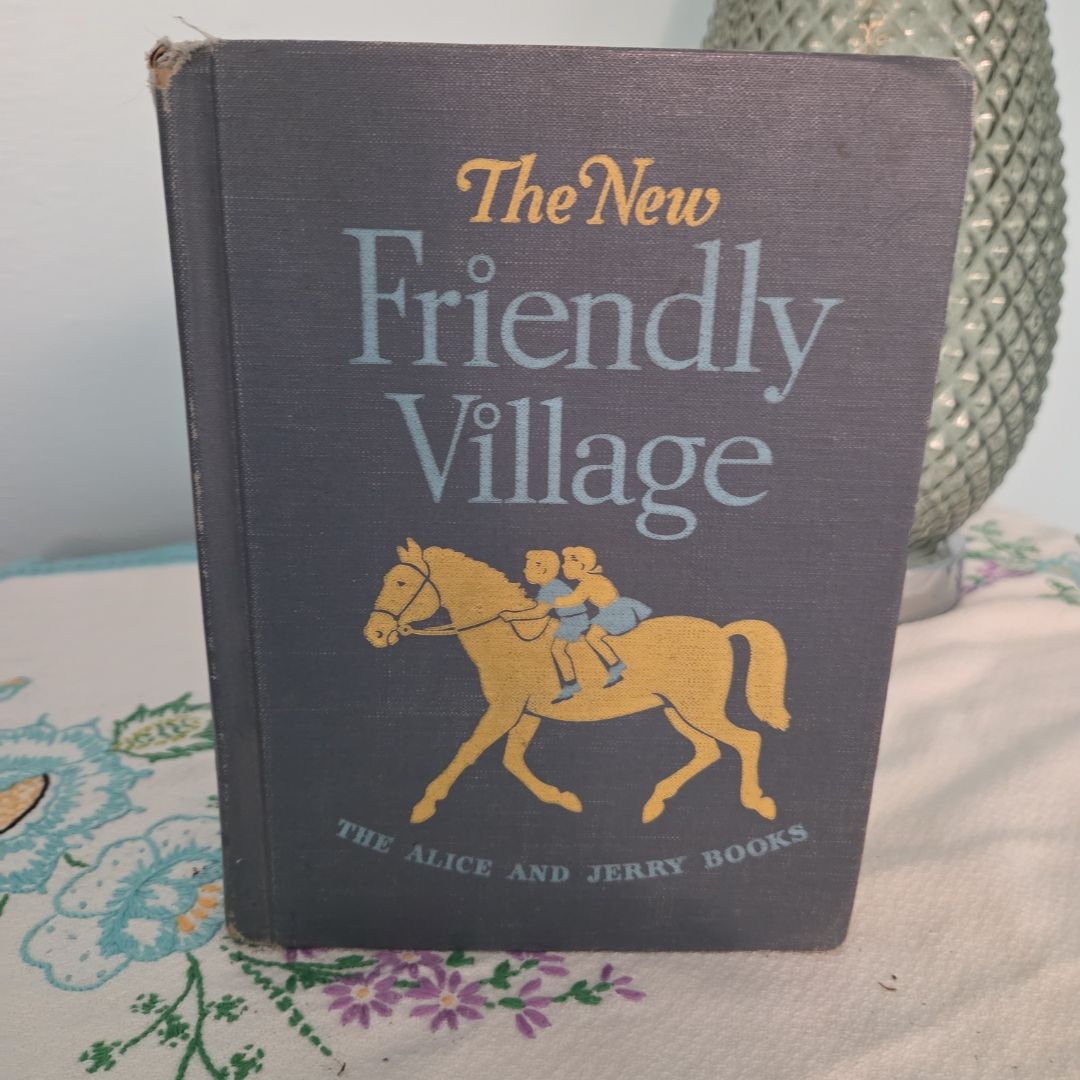 The New
Friendly
Village
THE ALICE AND JERRY BOOKS